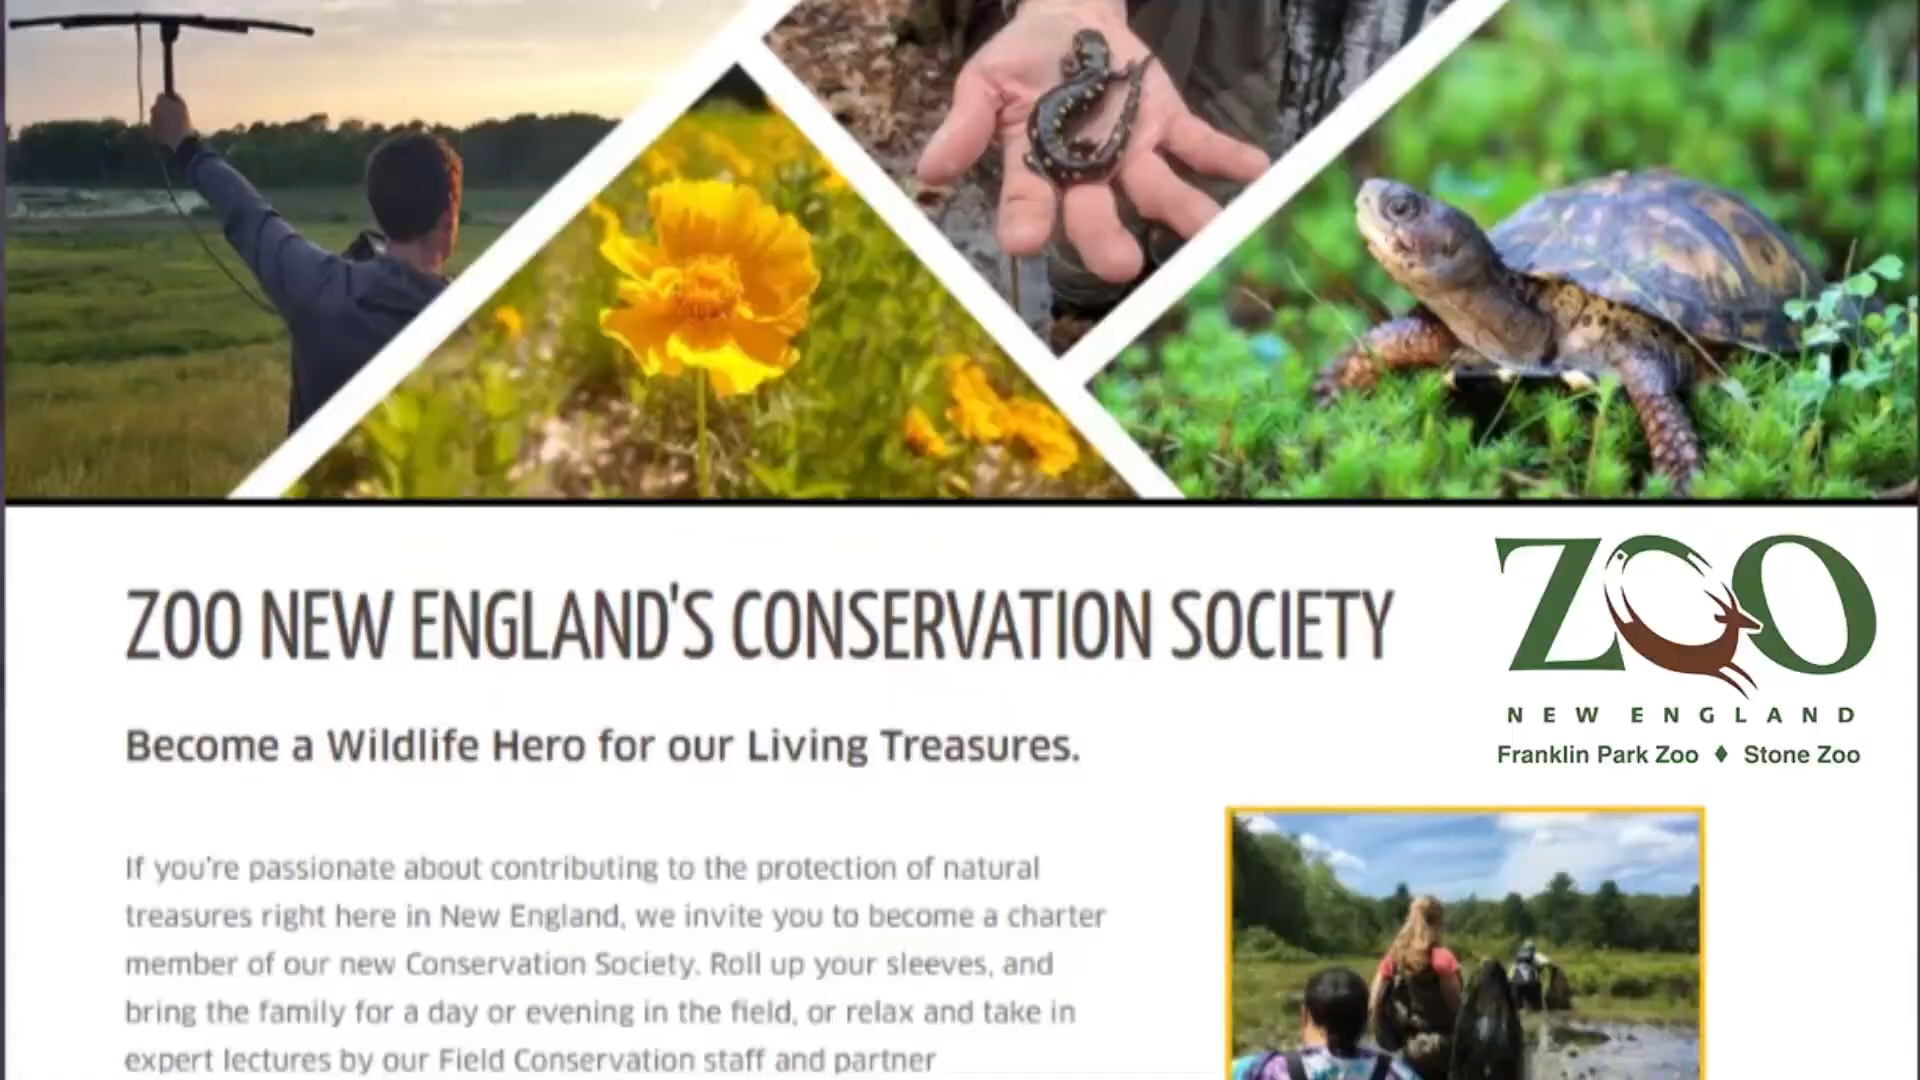 ZOO NEW ENGLAND'S CONSERVATION SOCIETY
Become a Wildlife Hero for our Living Treasures.
If you're passionate about contributing to the protection of natural
treasures right here in New England, we invite you to become a charter
member of our new Conservation Society. Roll up your sleeves, and
bring the family for a day or evening in the field, or relax and take in
expert lectures by our Field Conservation staff and partner
ZOO
NEW ENGLAND
Franklin Park Zoo ♦ Stone Zoo